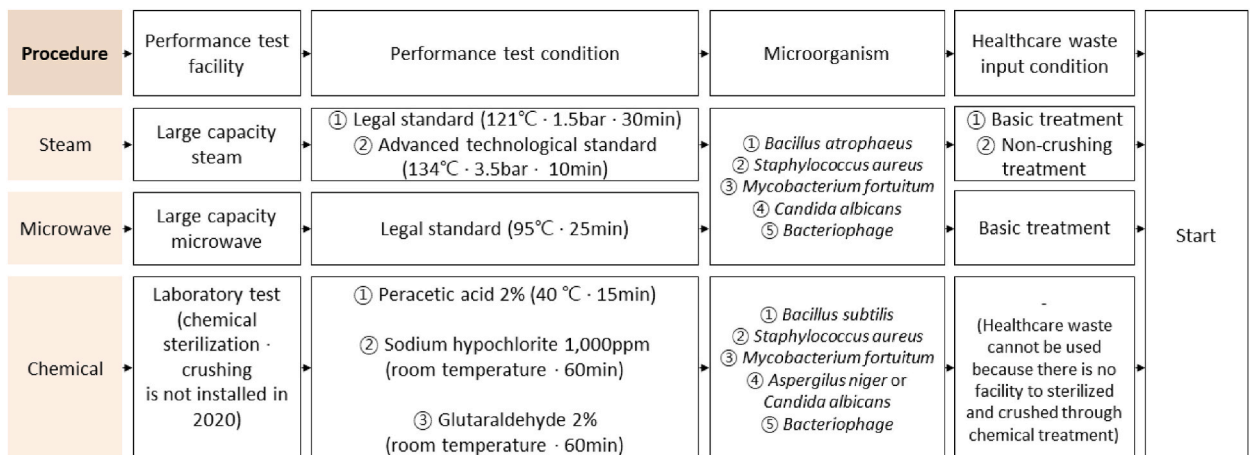 Procedure
Performance test
facility
Performance test condition
Microorganism
Healthcare waste
input condition
Steam
Large capacity
steam
① Legal standard (121℃ · 1.5bar · 30min)
② Advanced technological standard
(134℃ · 3.5bar · 10min)
① Bacillus atrophaeus
② Staphylococcus aureus
③ Mycobacterium fortuitum
④ Candida albicans
⑤ Bacteriophage
① Basic treatment
② Non-crushing
treatment
Microwave
Large capacity
microwave
Legal standard (95℃ · 25min)
Basic treatment
Start
Chemical
Laboratory test
(chemical
sterilization ·
crushing
is not installed in
2020)
① Peracetic acid 2% (40 ℃ · 15min)
② Sodium hypochlorite 1,000ppm
(room temperature · 60min)
③ Glutaraldehyde 2%
(room temperature · 60min)
① Bacillus subtilis
② Staphylococcus aureus
③ Mycobacterium fortuitum
④ Aspergilus niger or
Candida albicans
⑤ Bacteriophage
-
(Healthcare waste
cannot be used
because there is no
facility to sterilized
and crushed through
chemical treatment)